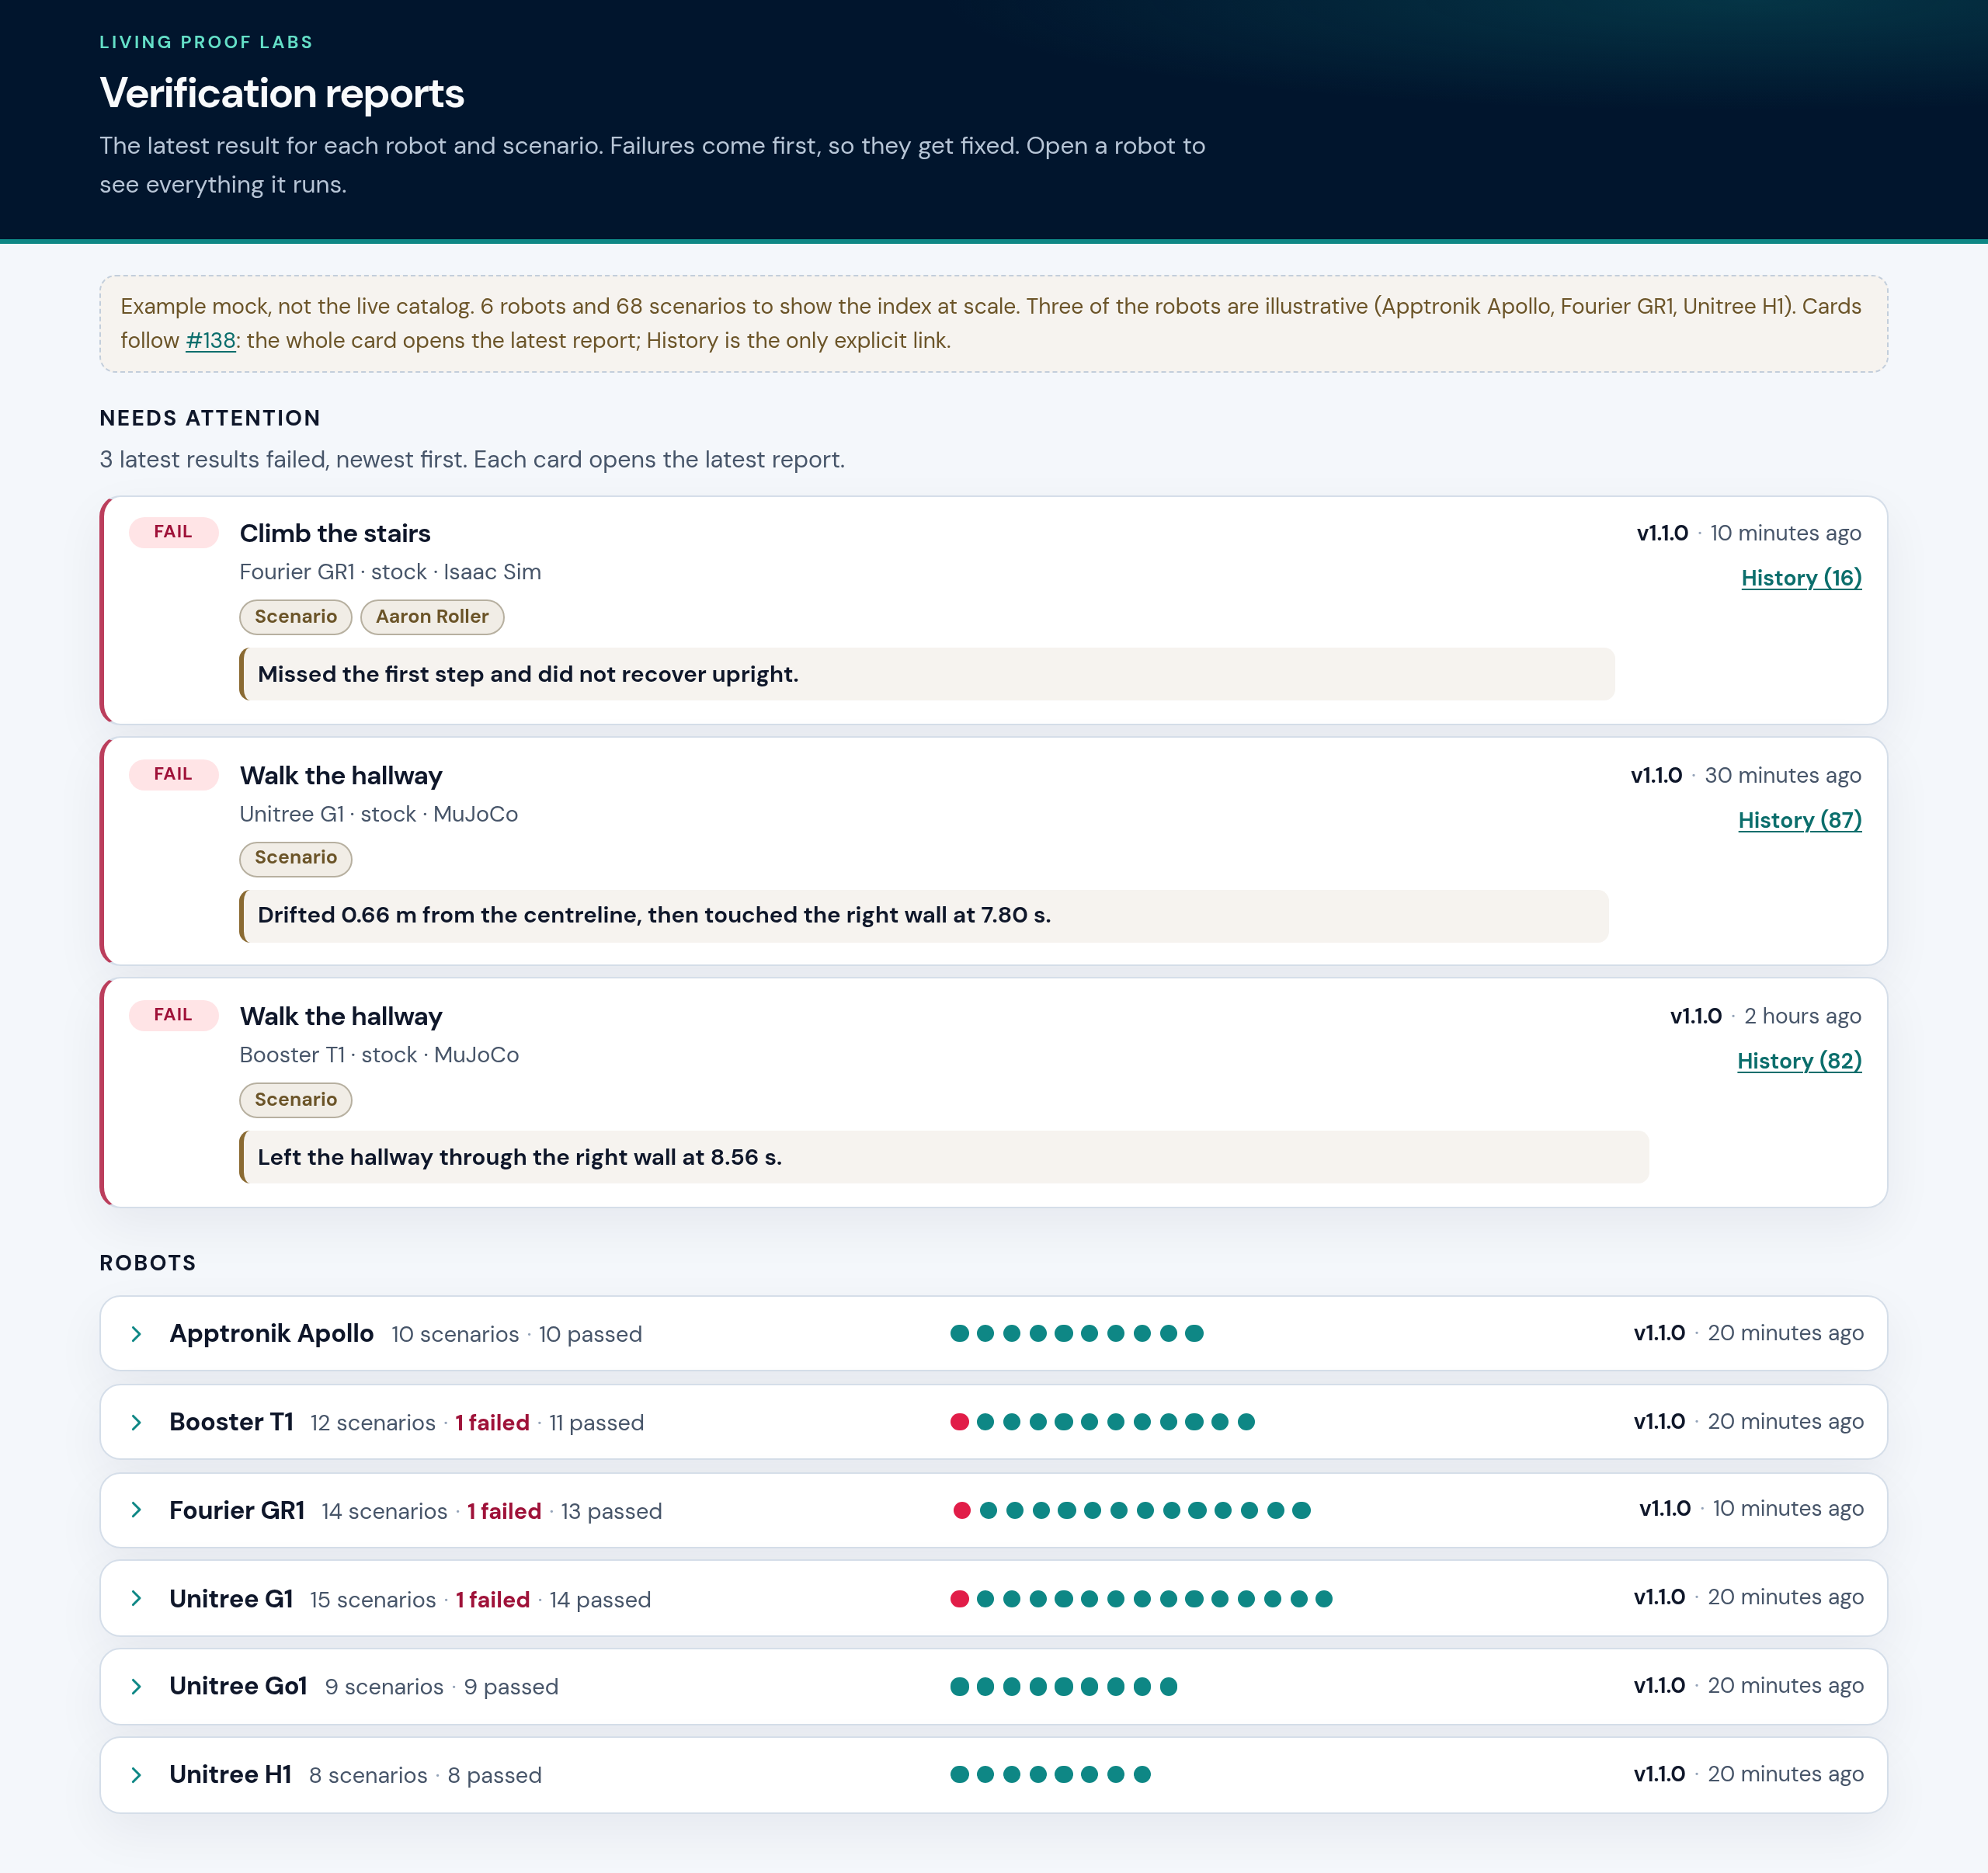 LIVING PROOF LABS
Verification reports
The latest result for each robot and scenario. Failures come first, so they get fixed. Open a robot to
see everything it runs.
Example mock, not the live catalog. 6 robots and 68 scenarios to show the index at scale. Three of the robots are illustrative (Apptronik Apollo, Fourier GR1, Unitree H1). Cards
follow #138: the whole card opens the latest report; History is the only explicit link.
NEEDS ATTENTION
3 latest results failed, newest first. Each card opens the latest report.
FAIL Climb the stairs v1.1.0 · 10 minutes ago
Fourier GR1 · stock · Isaac Sim History (16)
Scenario Aaron Roller
Missed the first step and did not recover upright.
FAIL Walk the hallway v1.1.0 · 30 minutes ago
Unitree G1 · stock · MuJoCo History (87)
Scenario
Drifted 0.66 m from the centreline, then touched the right wall at 7.80 s.
FAIL Walk the hallway v1.1.0 · 2 hours ago
Booster T1 · stock · MuJoCo History (82)
Scenario
Left the hallway through the right wall at 8.56 s.
ROBOTS
Apptronik Apollo 10 scenarios · 10 passed v1.1.0 · 20 minutes ago
Booster T1 12 scenarios · 1 failed · 11 passed v1.1.0 · 20 minutes ago
Fourier GR1 14 scenarios · 1 failed · 13 passed v1.1.0 · 10 minutes ago
Unitree G1 15 scenarios · 1 failed · 14 passed v1.1.0 · 20 minutes ago
Unitree Go1 9 scenarios · 9 passed v1.1.0 · 20 minutes ago
Unitree H1 8 scenarios · 8 passed v1.1.0 · 20 minutes ago